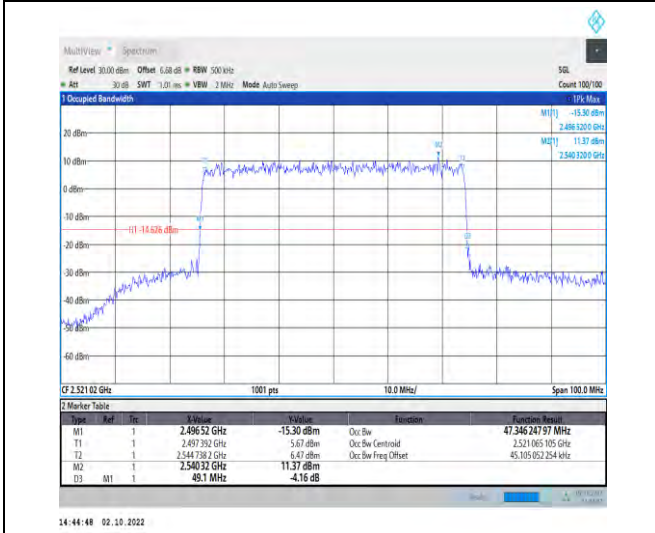 MultiView Spectrum
Ref Level 30.00 dBm Offset 6.68 dB RBW 500 kHz SGL
Att 30 dB SWT 1.01 ms VBW 2 MHz Mode Auto Sweep Count 100/100
1 Occupied Bandwidth 1Pk Max
M1[1] -15.30 dBm
2.496 5200 GHz
M2[1] 11.37 dBm
2.540 3200 GHz
20 dBm
M2
10 dBm
0 dBm
-10 dBm
M1
H1 -14.626 dBm
-20 dBm
-30 dBm
-40 dBm
-50 dBm
-60 dBm
CF 2.521 02 GHz 1001 pts 10.0 MHz/ Span 100.0 MHz
2 Marker Table
Type Ref Trc X-Value Y-Value Function Function Result
M1 1 2.496 52 GHz -15.30 dBm Occ Bw 47.346 247 97 MHz
T1 1 2.497 392 GHz 5.67 dBm Occ Bw Centroid 2.521 065 105 GHz
T2 1 2.544 738 2 GHz 6.47 dBm Occ Bw Freq Offset 45.105 052 254 kHz
M2 1 2.540 32 GHz 11.37 dBm
D3 M1 1 49.1 MHz -4.16 dB
14:44:48 02.10.2022